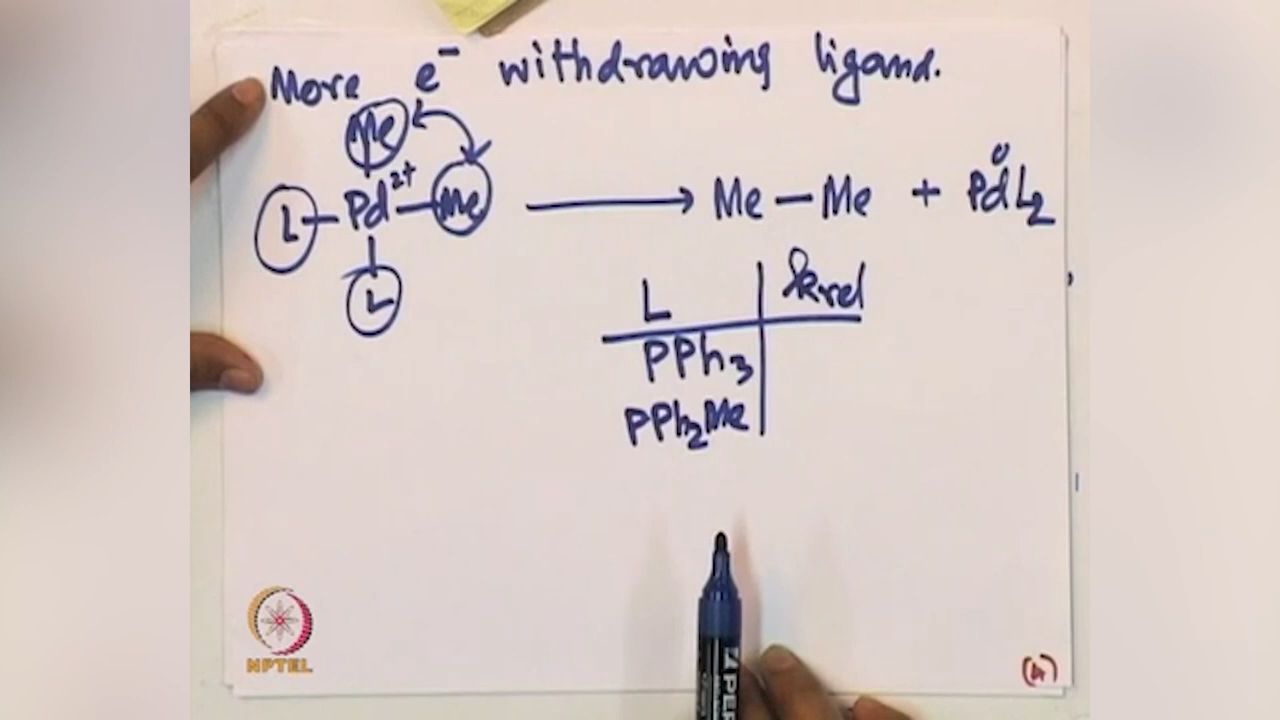 More e⁻ withdrawing ligand.
Me
L–Pd²⁺–Me → Me–Me + Pd⁰L₂
L
L krel
PPh₃
PPh₂Me
NPTEL